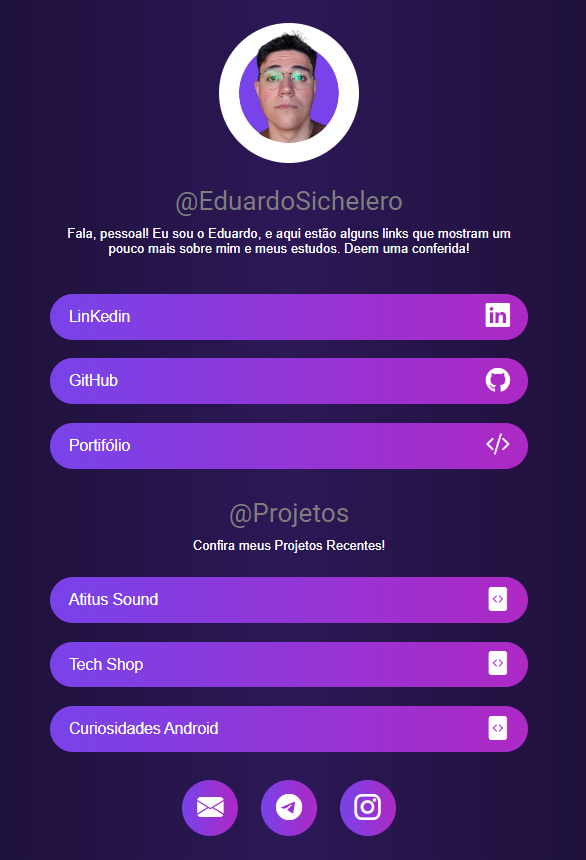 @EduardoSichelero
Fala, pessoal! Eu sou o Eduardo, e aqui estão alguns links que mostram um
pouco mais sobre mim e meus estudos. Deem uma conferida!
LinKedin
in
GitHub
Portifólio
@Projetos
Confira meus Projetos Recentes!
Atitus Sound
Tech Shop
Curiosidades Android